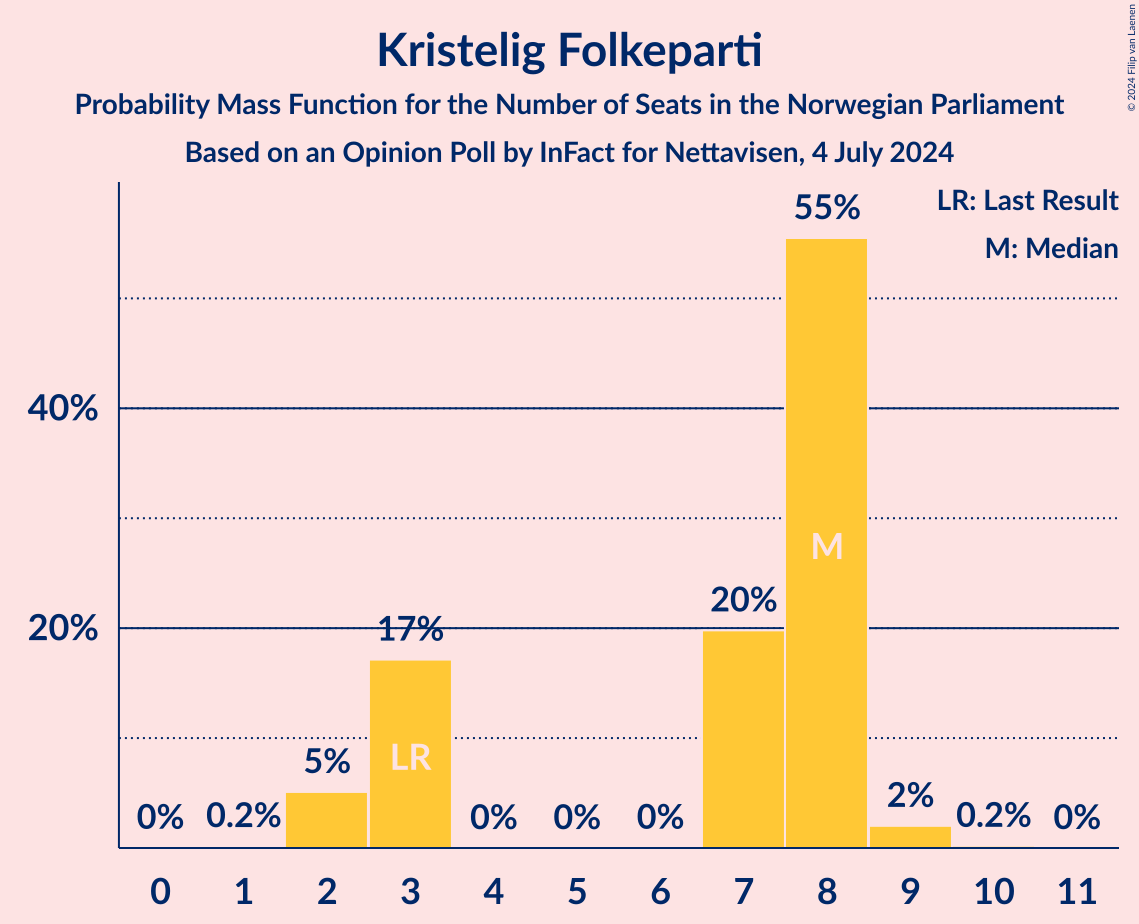 Kristelig Folkeparti
Probability Mass Function for the Number of Seats in the Norwegian Parliament
Based on an Opinion Poll by InFact for Nettavisen, 4 July 2024
© 2024 Filip van Laenen
LR: Last Result
M: Median
55%
40%
M
20%
20%
17%
LR
5%
2%
0%
0.2%
0%
0%
0%
0.2%
0%
0 1 2 3 4 5 6 7 8 9 10 11